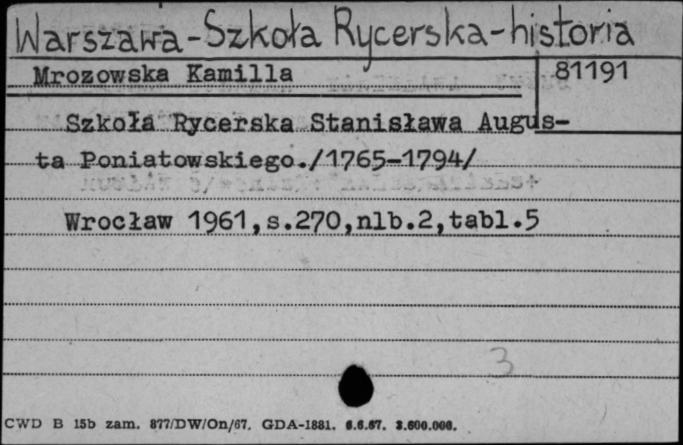 Warszawa-Szkoła Rycerska-historia
Mrozowska Kamilla
81191
Szkoła Rycerska Stanisława Augus-
ta Poniatowskiego./1765-1794/
Wrocław 1961,s.270,nlb.2,tabl.5
3
CWD B 15b zam. 877/DW/On/67. GDA-1881. 6.6.67. 3.600.000.